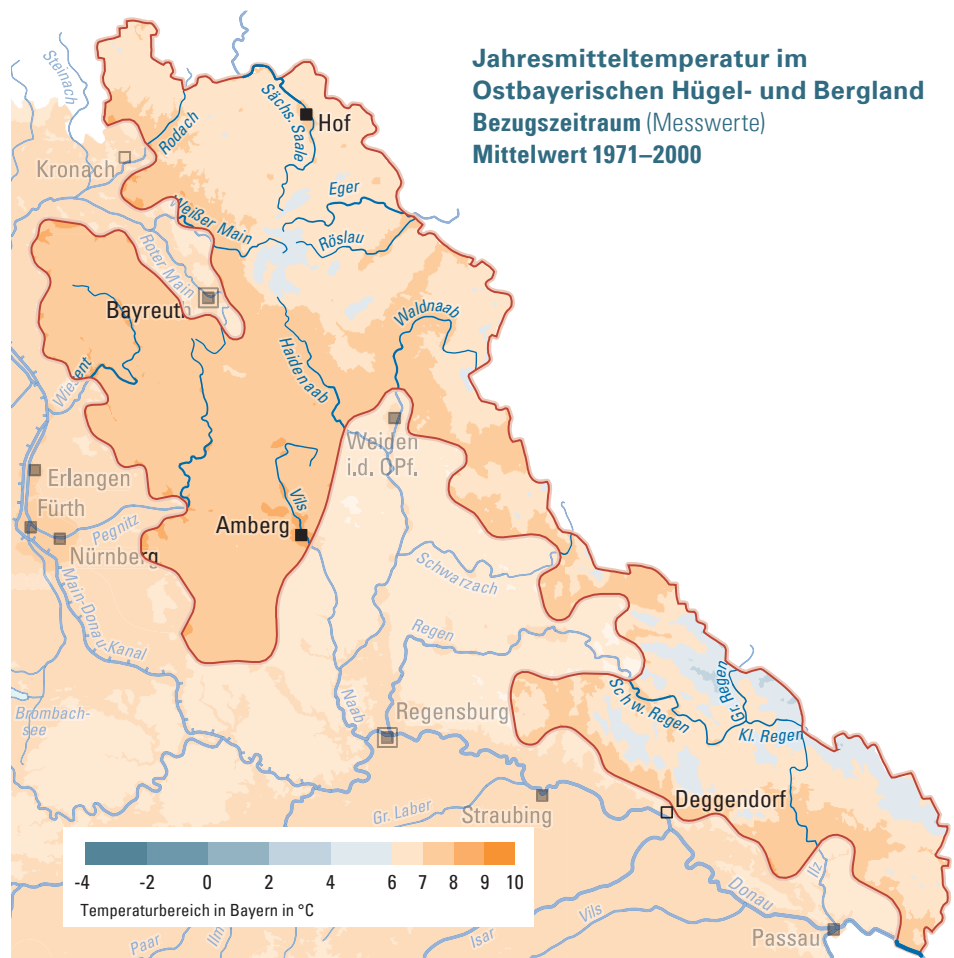 Jahresmitteltemperatur im
Ostbayerischen Hügel- und Bergland
Bezugszeitraum (Messwerte)
Mittelwert 1971–2000
Steinach
Sächs. Saale
Hof
Rodach
Kronach
Eger
Weißer Main
Röslau
Roter Main
Bayreuth
Waldnaab
Haidenaab
Wiesent
Weiden
i.d. OPf.
Erlangen
Fürth
Vils
Amberg
Pegnitz
Nürnberg
Schwarzach
Main-Donau-Kanal
Regen
Gr. Regen
Schw. Regen
Naab
Brombach-
see
Regensburg
Kl. Regen
Deggendorf
Gr. Laber
Straubing
-4 -2 0 2 4 6 7 8 9 10
Temperaturbereich in Bayern in °C
Ilz
Donau
Vils
Isar
Passau
Paar
Ilm